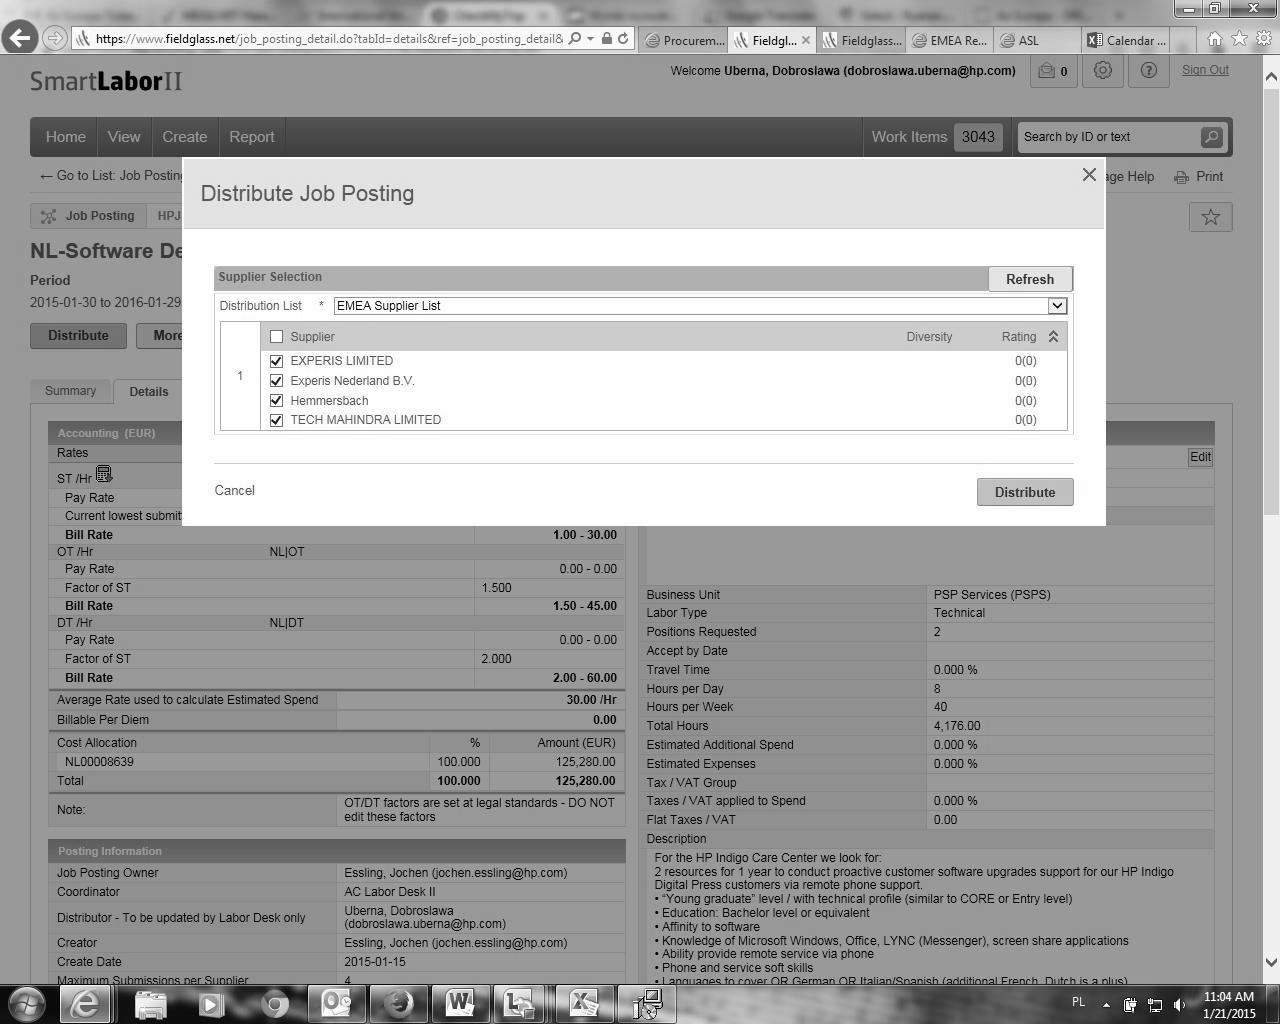 https://www.fieldglass.net/job_posting_detail.do?tabId=details&ref=job_posting_detail&
Procurem...
Fieldgl...
Fieldglass...
EMEA Re...
ASL
Calendar ...
SmartLaborII
Welcome Uberna, Dobroslawa (dobroslawa.uberna@hp.com)
0
Sign Out
Home View Create Report
Work Items 3043
Search by ID or text
← Go to List: Job Posting
age Help
Print
Distribute Job Posting
Job Posting HPJ
NL-Software De
Period
2015-01-30 to 2016-01-29
Distribute More
Supplier Selection
Refresh
Distribution List * EMEA Supplier List
Supplier Diversity Rating
1
EXPERIS LIMITED 0(0)
Experis Nederland B.V. 0(0)
Hemmersbach 0(0)
TECH MAHINDRA LIMITED 0(0)
Cancel
Distribute
Summary Details
Accounting (EUR)
Rates
Edit
ST /Hr
Pay Rate
Current lowest submit
Bill Rate 1.00 - 30.00
OT /Hr NL|OT
Pay Rate 0.00 - 0.00
Factor of ST 1.500
Bill Rate 1.50 - 45.00
DT /Hr NL|DT
Pay Rate 0.00 - 0.00
Factor of ST 2.000
Bill Rate 2.00 - 60.00
Average Rate used to calculate Estimated Spend 30.00 /Hr
Billable Per Diem 0.00
Cost Allocation % Amount (EUR)
NL00008639 100.000 125,280.00
Total 100.000 125,280.00
Note: OT/DT factors are set at legal standards - DO NOT
edit these factors
Posting Information
Job Posting Owner Essling, Jochen (jochen.essling@hp.com)
Coordinator AC Labor Desk II
Distributor - To be updated by Labor Desk only Uberna, Dobroslawa
(dobroslawa.uberna@hp.com)
Creator Essling, Jochen (jochen.essling@hp.com)
Create Date 2015-01-15
Maximum Submissions per Supplier 4
Business Unit PSP Services (PSPS)
Labor Type Technical
Positions Requested 2
Accept by Date
Travel Time 0.000 %
Hours per Day 8
Hours per Week 40
Total Hours 4,176.00
Estimated Additional Spend 0.000 %
Estimated Expenses 0.000 %
Tax / VAT Group
Taxes / VAT applied to Spend 0.000 %
Flat Taxes / VAT 0.00
Description
For the HP Indigo Care Center we look for:
2 resources for 1 year to conduct proactive customer software upgrades support for our HP Indigo
Digital Press customers via remote phone support.
• “Young graduate” level / with technical profile (similar to CORE or Entry level)
• Education: Bachelor level or equivalent
• Affinity to software
• Knowledge of Microsoft Windows, Office, LYNC (Messenger), screen share applications
• Ability provide remote service via phone
• Phone and service soft skills
• Languages to cover OR German OR Italian/Spanish (additional French, Dutch is a plus)
PL
11:04 AM
1/21/2015